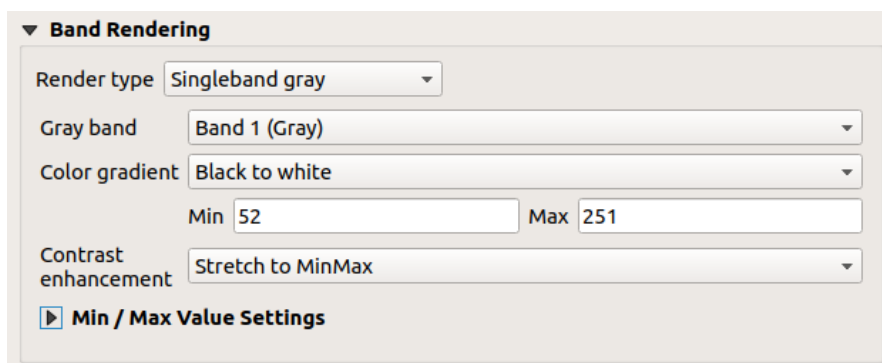 Band Rendering
Render type Singleband gray
Gray band Band 1 (Gray)
Color gradient Black to white
Min 52 Max 251
Contrast
enhancement Stretch to MinMax
Min / Max Value Settings